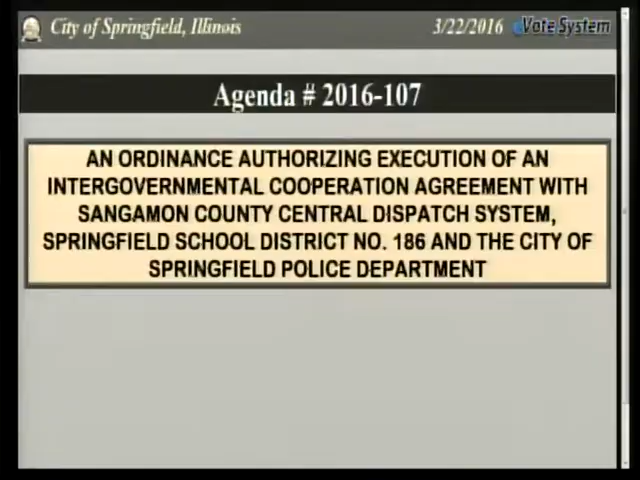 City of Springfield, Illinois 3/22/2016 eVote System
Agenda # 2016-107
AN ORDINANCE AUTHORIZING EXECUTION OF AN
INTERGOVERNMENTAL COOPERATION AGREEMENT WITH
SANGAMON COUNTY CENTRAL DISPATCH SYSTEM,
SPRINGFIELD SCHOOL DISTRICT NO. 186 AND THE CITY OF
SPRINGFIELD POLICE DEPARTMENT